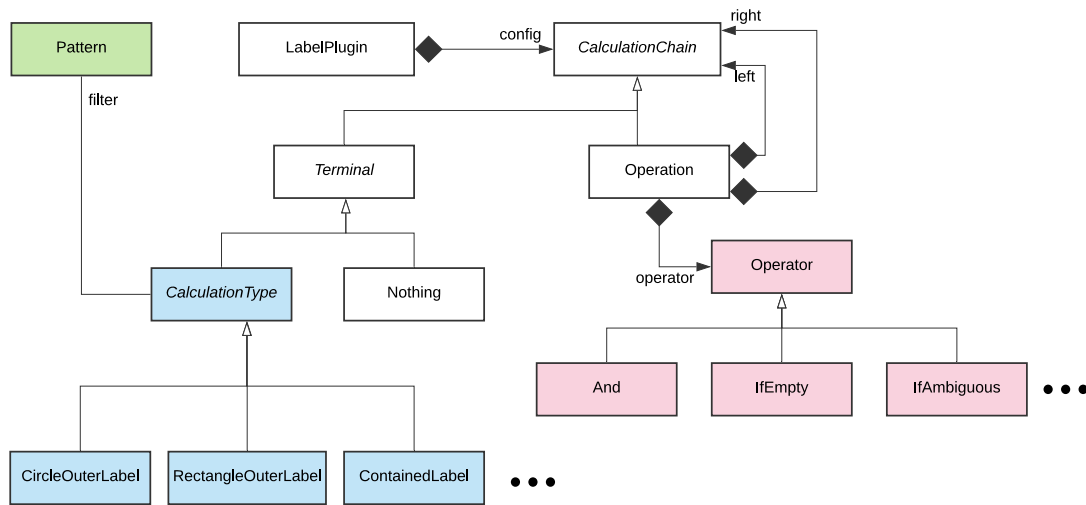 right
Pattern
LabelPlugin
config
CalculationChain
left
filter
Terminal
Operation
operator
Operator
CalculationType
Nothing
And
IfEmpty
IfAmbiguous
CircleOuterLabel
RectangleOuterLabel
ContainedLabel